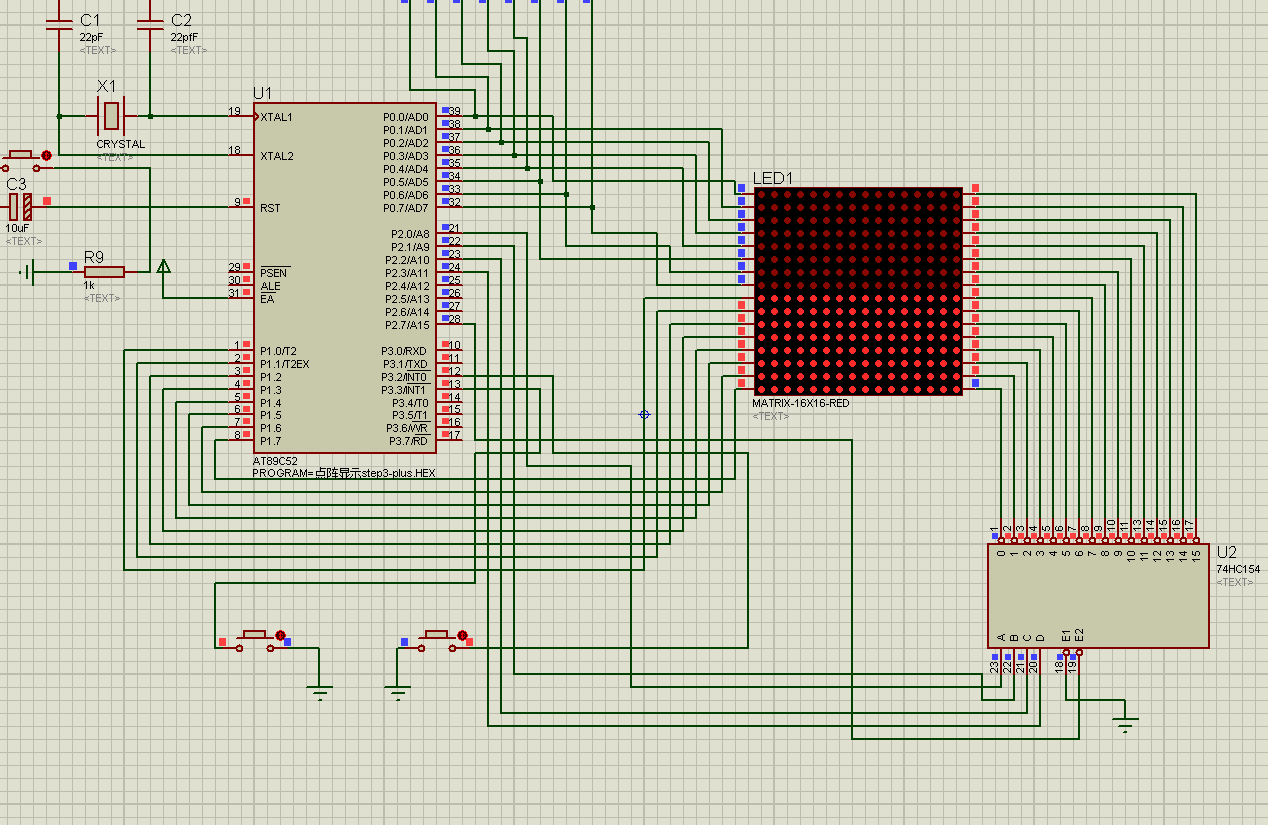 C1
22pF
<TEXT>
C2
22pfF
<TEXT>
X1
CRYSTAL
<TEXT>
C3
10uF
<TEXT>
R9
1k
<TEXT>
U1
19 XTAL1
18 XTAL2
9 RST
29 PSEN
30 ALE
31 EA
1 P1.0/T2
2 P1.1/T2EX
3 P1.2
4 P1.3
5 P1.4
6 P1.5
7 P1.6
8 P1.7
P0.0/AD0 39
P0.1/AD1 38
P0.2/AD2 37
P0.3/AD3 36
P0.4/AD4 35
P0.5/AD5 34
P0.6/AD6 33
P0.7/AD7 32
P2.0/A8 21
P2.1/A9 22
P2.2/A10 23
P2.3/A11 24
P2.4/A12 25
P2.5/A13 26
P2.6/A14 27
P2.7/A15 28
P3.0/RXD 10
P3.1/TXD 11
P3.2/INT0 12
P3.3/INT1 13
P3.4/T0 14
P3.5/T1 15
P3.6/WR 16
P3.7/RD 17
AT89C52
PROGRAM=点阵显示step3-plus.HEX
LED1
MATRIX-16X16-RED
<TEXT>
1 2 3 4 5 6 7 8 9 10 11 13 14 15 16 17
0 1 2 3 4 5 6 7 8 9 10 11 12 13 14 15
U2
74HC154
<TEXT>
A B C D E1 E2
23 22 21 20 18 19